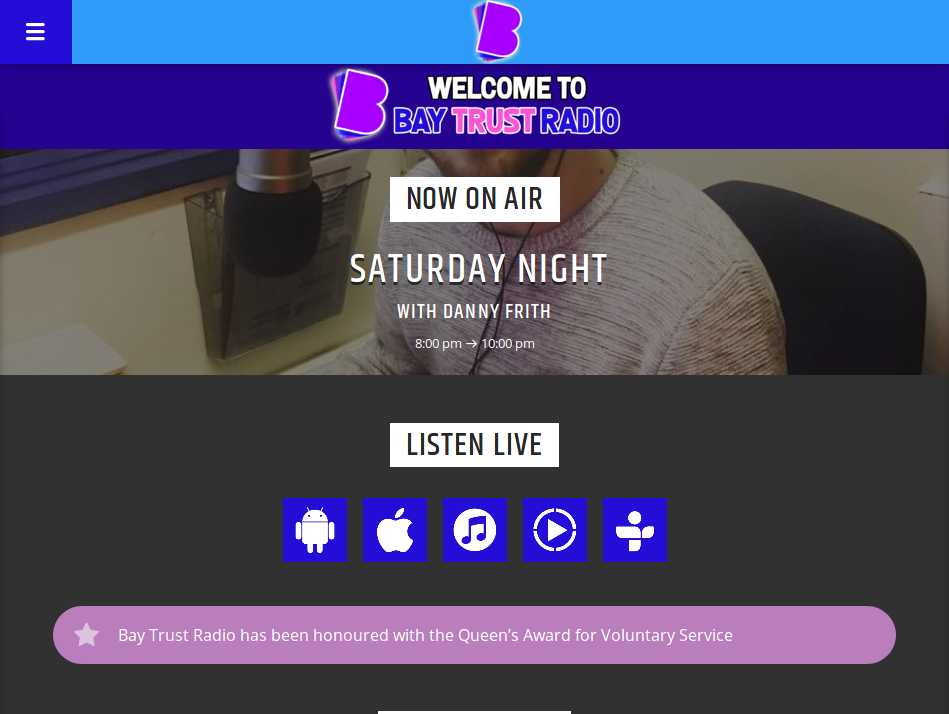 B
B WELCOME TO
BAY TRUST RADIO
NOW ON AIR
SATURDAY NIGHT
WITH DANNY FRITH
8:00 pm → 10:00 pm
LISTEN LIVE
Bay Trust Radio has been honoured with the Queen’s Award for Voluntary Service